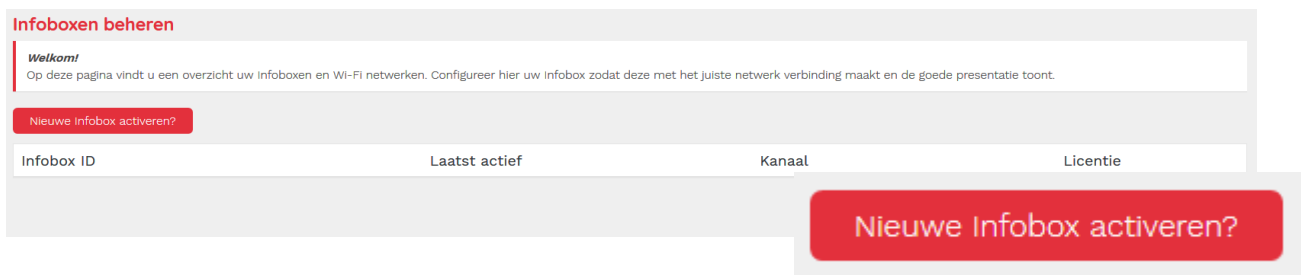 Infoboxen beheren
Welkom!
Op deze pagina vindt u een overzicht uw Infoboxen en Wi-Fi netwerken. Configureer hier uw Infobox zodat deze met het juiste netwerk verbinding maakt en de goede presentatie toont.
Nieuwe Infobox activeren?
Infobox ID Laatst actief Kanaal Licentie
Nieuwe Infobox activeren?